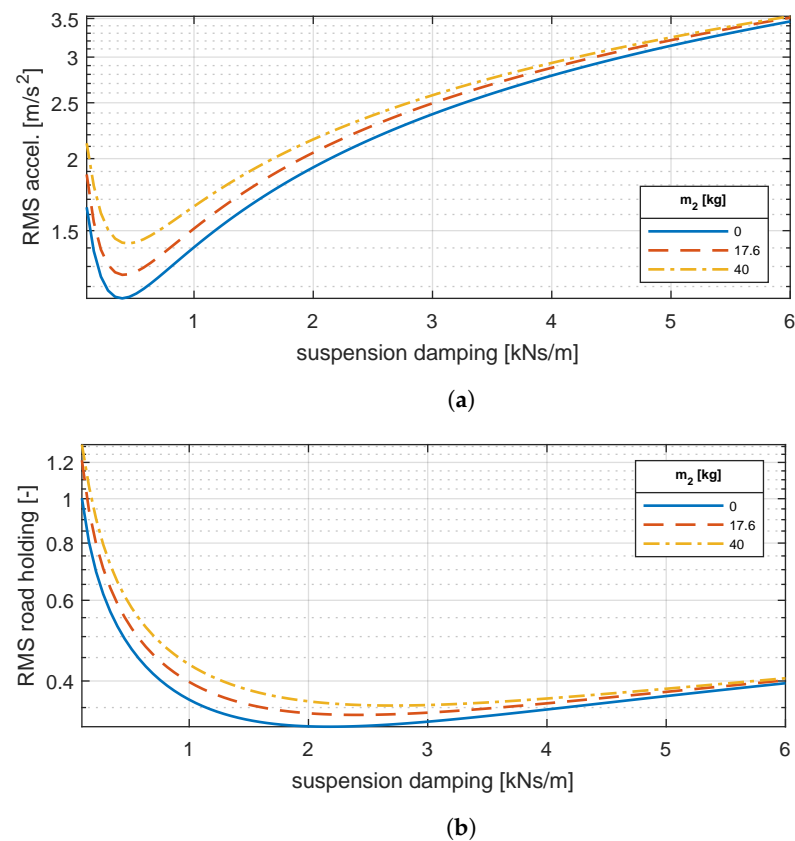 3.5
3
2.5
2
1.5
RMS accel. [m/s²]
m₂ [kg]
0
17.6
40
1 2 3 4 5 6
suspension damping [kNs/m]
(a)
1.2
1
0.8
0.6
0.4
RMS road holding [-]
m₂ [kg]
0
17.6
40
1 2 3 4 5 6
suspension damping [kNs/m]
(b)